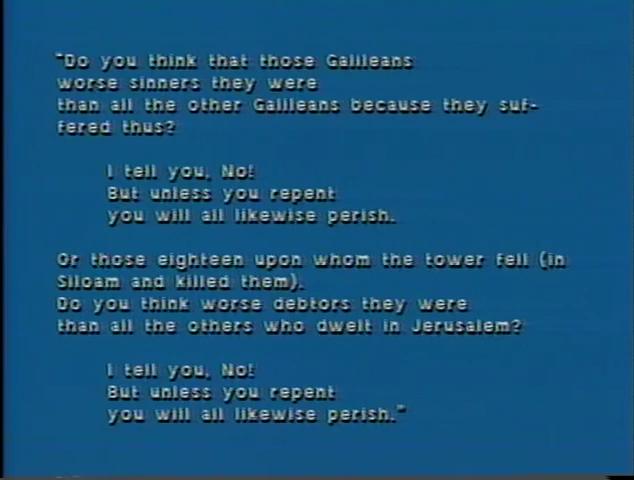 "Do you think that those Galileans
worse sinners they were
than all the other Galileans because they suf-
fered thus?
I tell you, No!
But unless you repent
you will all likewise perish.
Or those eighteen upon whom the tower fell (in
Siloam and killed them).
Do you think worse debtors they were
than all the others who dwelt in Jerusalem?
I tell you, No!
But unless you repent
you will all likewise perish."